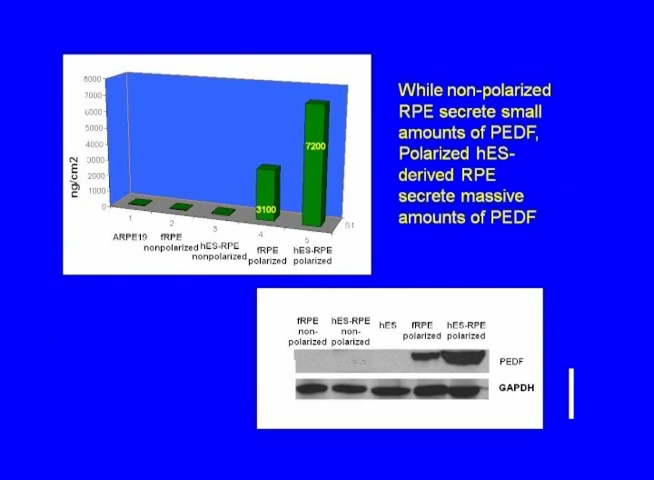 While non-polarized
RPE secrete small
amounts of PEDF,
Polarized hES-
derived RPE
secrete massive
amounts of PEDF
8000
7000
6000
5000
4000
3000
2000
1000
0
ng/cm2
7200
3100
1
2
3
4
5
S1
ARPE19
fRPE
nonpolarized
hES-RPE
nonpolarized
fRPE
polarized
hES-RPE
polarized
fRPE
non-
polarized
hES-RPE
non-
polarized
hES
fRPE
polarized
hES-RPE
polarized
PEDF
GAPDH